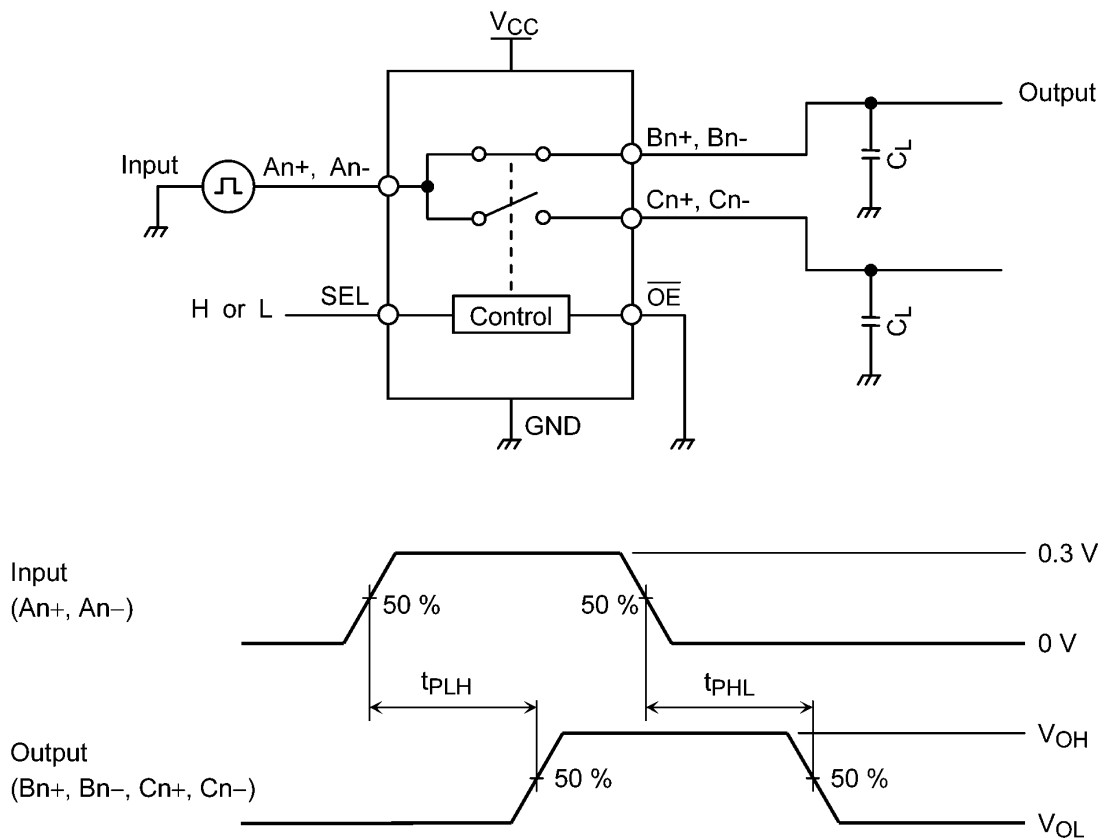 VCC
Output
Input
An+, An-
Bn+, Bn-
CL
Cn+, Cn-
H or L
SEL
Control
OE
CL
GND
Input
(An+, An−)
50 %
50 %
0.3 V
0 V
tPLH
tPHL
Output
(Bn+, Bn−, Cn+, Cn−)
50 %
50 %
VOH
VOL